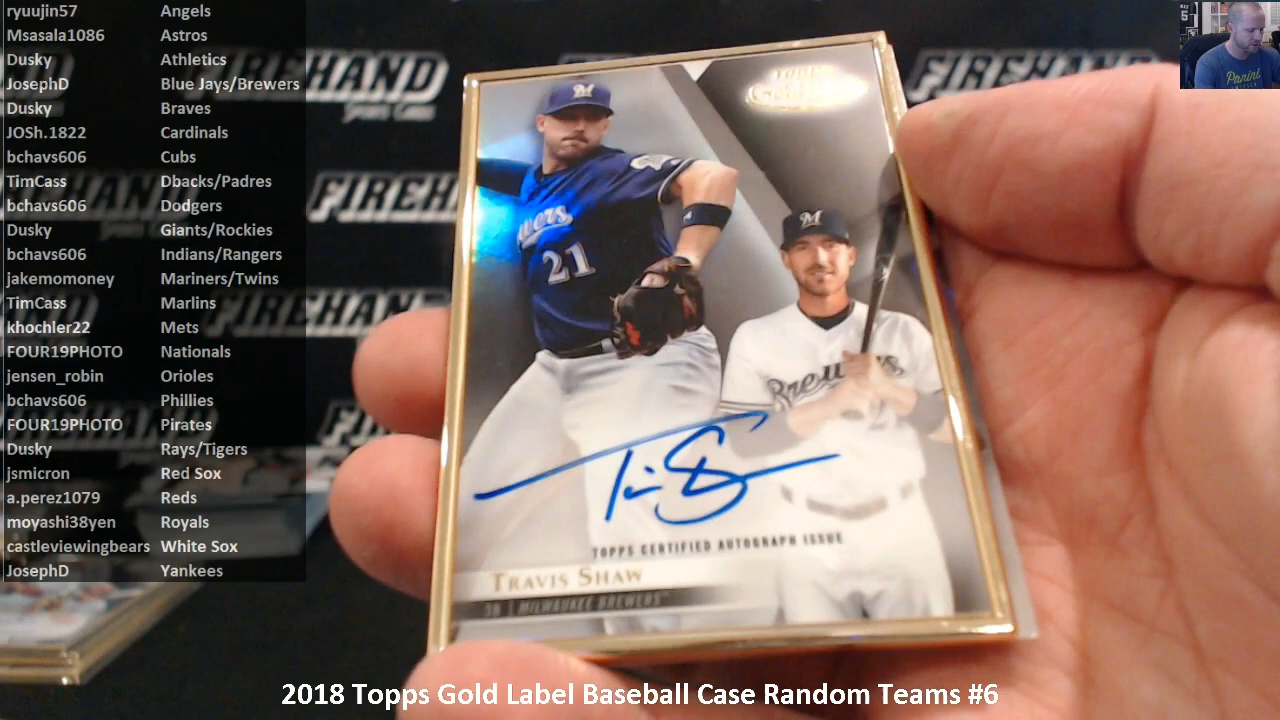 ryuujin57 Angels
Msasala1086 Astros
Dusky Athletics
JosephD Blue Jays/Brewers
Dusky Braves
JOSh.1822 Cardinals
bchavs606 Cubs
TimCass Dbacks/Padres
bchavs606 Dodgers
Dusky Giants/Rockies
bchavs606 Indians/Rangers
jakemomoney Mariners/Twins
TimCass Marlins
khochler22 Mets
FOUR19PHOTO Nationals
jensen_robin Orioles
bchavs606 Phillies
FOUR19PHOTO Pirates
Dusky Rays/Tigers
jsmicron Red Sox
a.perez1079 Reds
moyashi38yen Royals
castleviewingbears White Sox
JosephD Yankees
FIREHAND
Panini
TOPPS
M
21
M
Brewers
TOPPS CERTIFIED AUTOGRAPH ISSUE
TRAVIS SHAW
3B | MILWAUKEE BREWERS™
2018 Topps Gold Label Baseball Case Random Teams #6